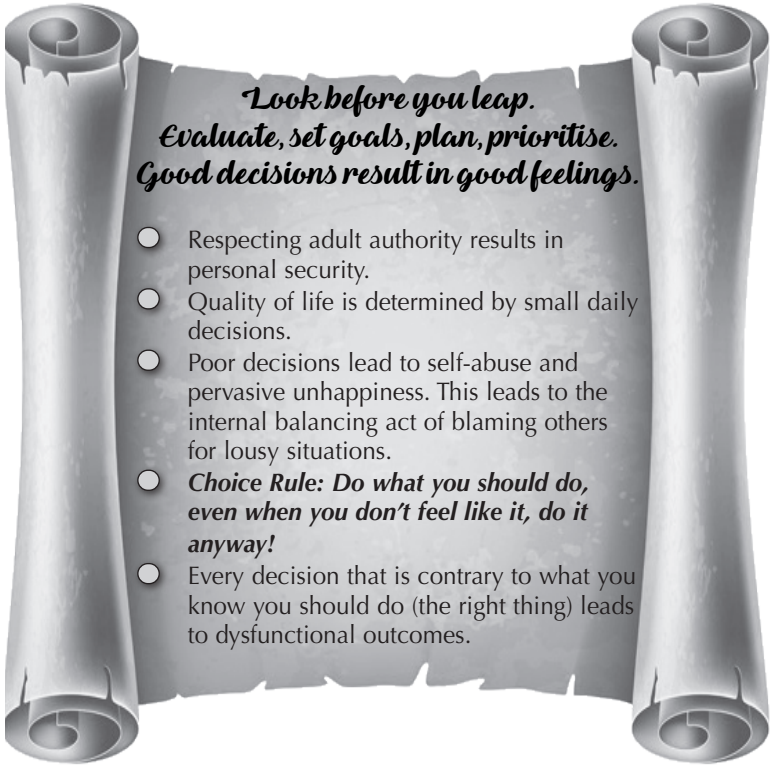 Look before you leap.
Evaluate, set goals, plan, prioritise.
Good decisions result in good feelings.
Respecting adult authority results in
personal security.
Quality of life is determined by small daily
decisions.
Poor decisions lead to self-abuse and
pervasive unhappiness. This leads to the
internal balancing act of blaming others
for lousy situations.
Choice Rule: Do what you should do,
even when you don’t feel like it, do it
anyway!
Every decision that is contrary to what you
know you should do (the right thing) leads
to dysfunctional outcomes.